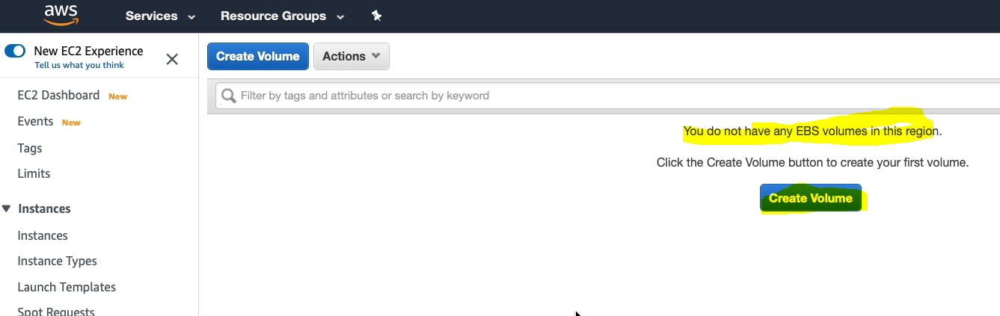 aws Services Resource Groups
New EC2 Experience
Tell us what you think
EC2 Dashboard New
Events New
Tags
Limits
Instances
Instances
Instance Types
Launch Templates
Spot Requests
Create Volume Actions
Filter by tags and attributes or search by keyword
You do not have any EBS volumes in this region.
Click the Create Volume button to create your first volume.
Create Volume